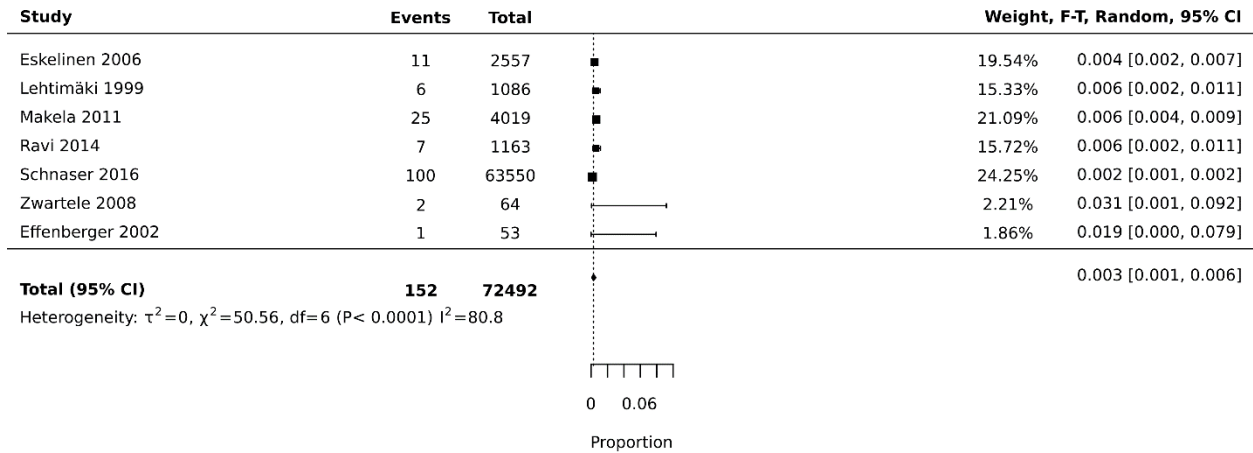 Study Events Total Weight, F-T, Random, 95% CI
Eskelinen 2006 11 2557 19.54% 0.004 [0.002, 0.007]
Lehtimäki 1999 6 1086 15.33% 0.006 [0.002, 0.011]
Makela 2011 25 4019 21.09% 0.006 [0.004, 0.009]
Ravi 2014 7 1163 15.72% 0.006 [0.002, 0.011]
Schnaser 2016 100 63550 24.25% 0.002 [0.001, 0.002]
Zwartele 2008 2 64 2.21% 0.031 [0.001, 0.092]
Effenberger 2002 1 53 1.86% 0.019 [0.000, 0.079]
0.003 [0.001, 0.006]
Total (95% CI) 152 72492
Heterogeneity: τ²=0, χ²=50.56, df=6 (P< 0.0001) I²=80.8
0 0.06
Proportion